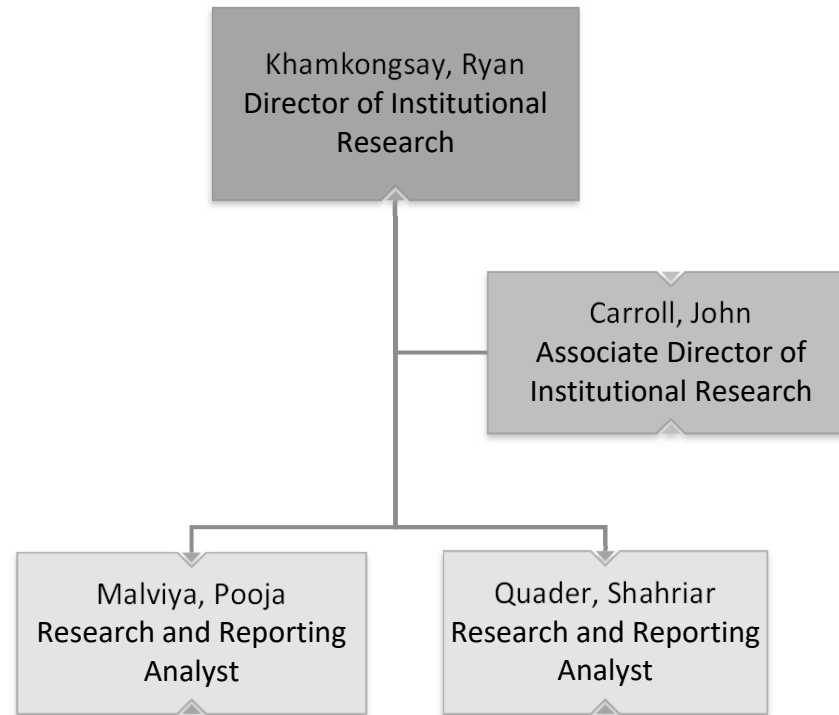 Khamkongsay, Ryan
Director of Institutional
Research
Carroll, John
Associate Director of
Institutional Research
Malviya, Pooja
Research and Reporting
Analyst
Quader, Shahriar
Research and Reporting
Analyst